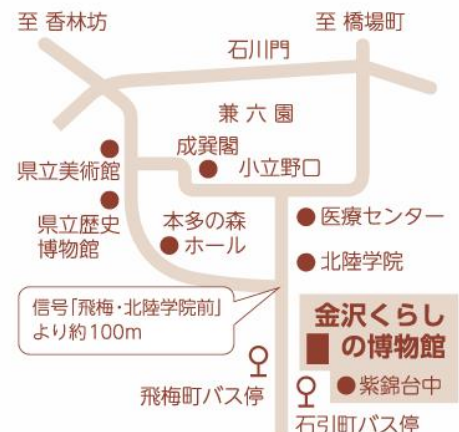 至 香林坊
至 橋場町
石川門
兼六園
成巽閣
小立野口
県立美術館
県立歴史
博物館
本多の森
ホール
医療センター
北陸学院
信号「飛梅・北陸学院前」
より約100m
金沢くらし
の博物館
紫錦台中
飛梅町バス停
石引町バス停